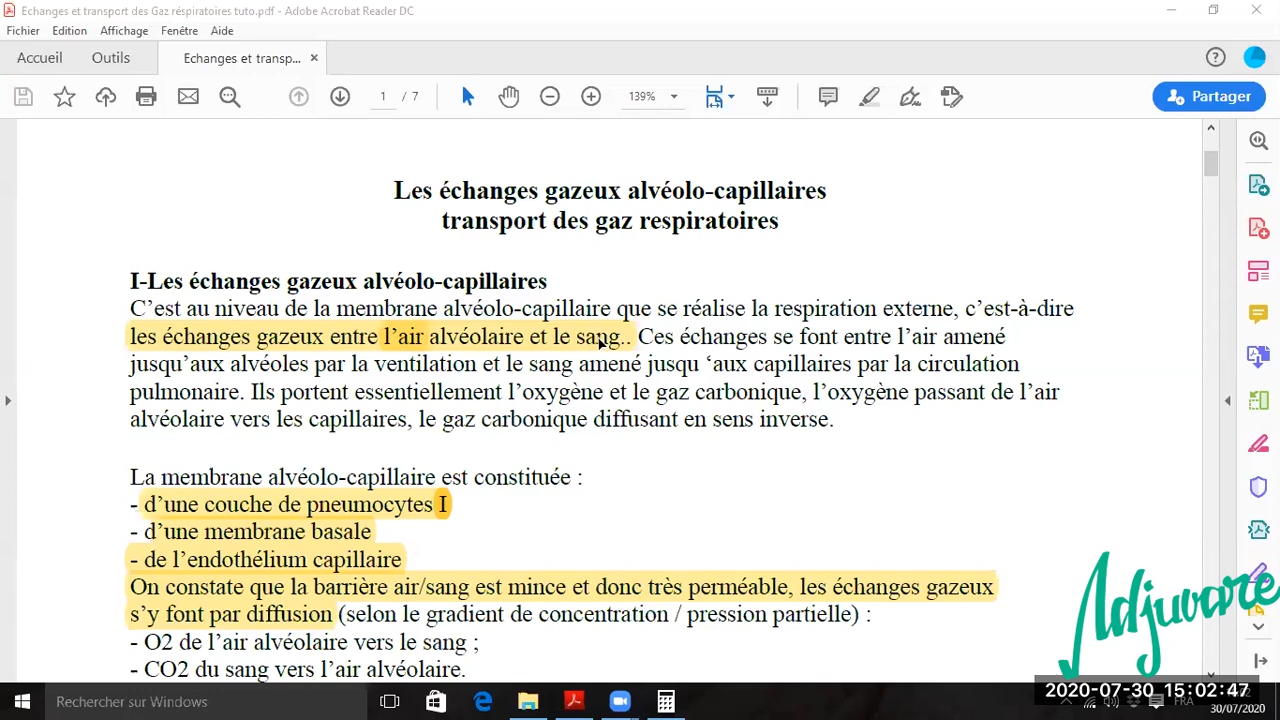 Echanges et transport des Gaz réspiratoires tuto.pdf - Adobe Acrobat Reader DC
Fichier Edition Affichage Fenêtre Aide
Accueil Outils Echanges et transp... ×
1 / 7 139% Partager
Les échanges gazeux alvéolo-capillaires
transport des gaz respiratoires
I-Les échanges gazeux alvéolo-capillaires
C’est au niveau de la membrane alvéolo-capillaire que se réalise la respiration externe, c’est-à-dire
les échanges gazeux entre l’air alvéolaire et le sang.. Ces échanges se font entre l’air amené
jusqu’aux alvéoles par la ventilation et le sang amené jusqu ‘aux capillaires par la circulation
pulmonaire. Ils portent essentiellement l’oxygène et le gaz carbonique, l’oxygène passant de l’air
alvéolaire vers les capillaires, le gaz carbonique diffusant en sens inverse.
La membrane alvéolo-capillaire est constituée :
- d’une couche de pneumocytes I
- d’une membrane basale
- de l’endothélium capillaire
On constate que la barrière air/sang est mince et donc très perméable, les échanges gazeux
s’y font par diffusion (selon le gradient de concentration / pression partielle) :
- O2 de l’air alvéolaire vers le sang ;
- CO2 du sang vers l’air alvéolaire.
Adjuvare
2020-07-30 15:02:47
Rechercher sur Windows
FRA
30/07/2020